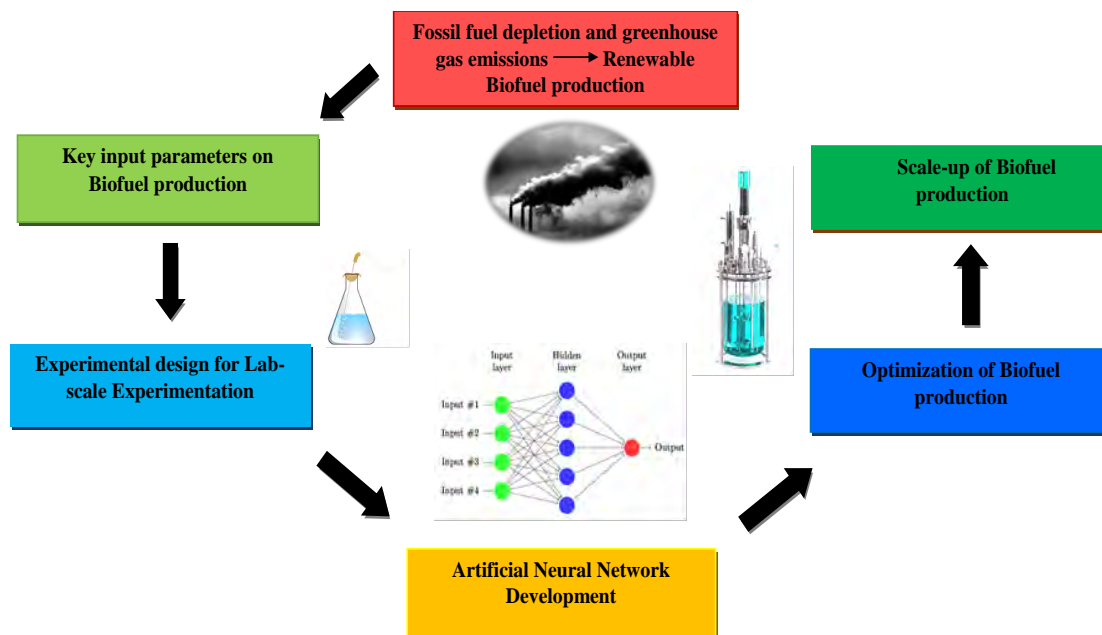 Fossil fuel depletion and greenhouse
gas emissions → Renewable
Biofuel production
Key input parameters on
Biofuel production
Scale-up of Biofuel
production
Experimental design for Lab-
scale Experimentation
Optimization of Biofuel
production
Input layer
Hidden layer
Output layer
Input #1
Input #2
Input #3
Input #4
Output
Artificial Neural Network
Development